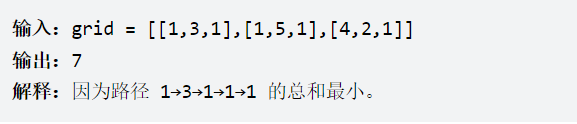 输入：grid = [[1,3,1],[1,5,1],[4,2,1]]
输出：7
解释：因为路径 1→3→1→1→1 的总和最小。